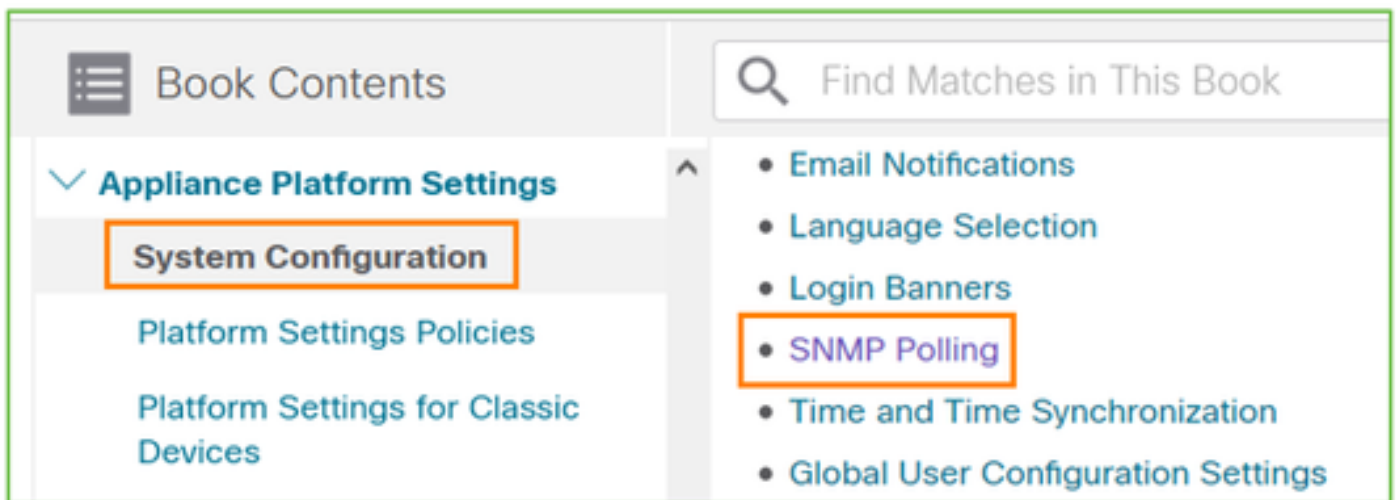 Book Contents
Find Matches in This Book
Appliance Platform Settings
System Configuration
Platform Settings Policies
Platform Settings for Classic
Devices
• Email Notifications
• Language Selection
• Login Banners
• SNMP Polling
• Time and Time Synchronization
• Global User Configuration Settings